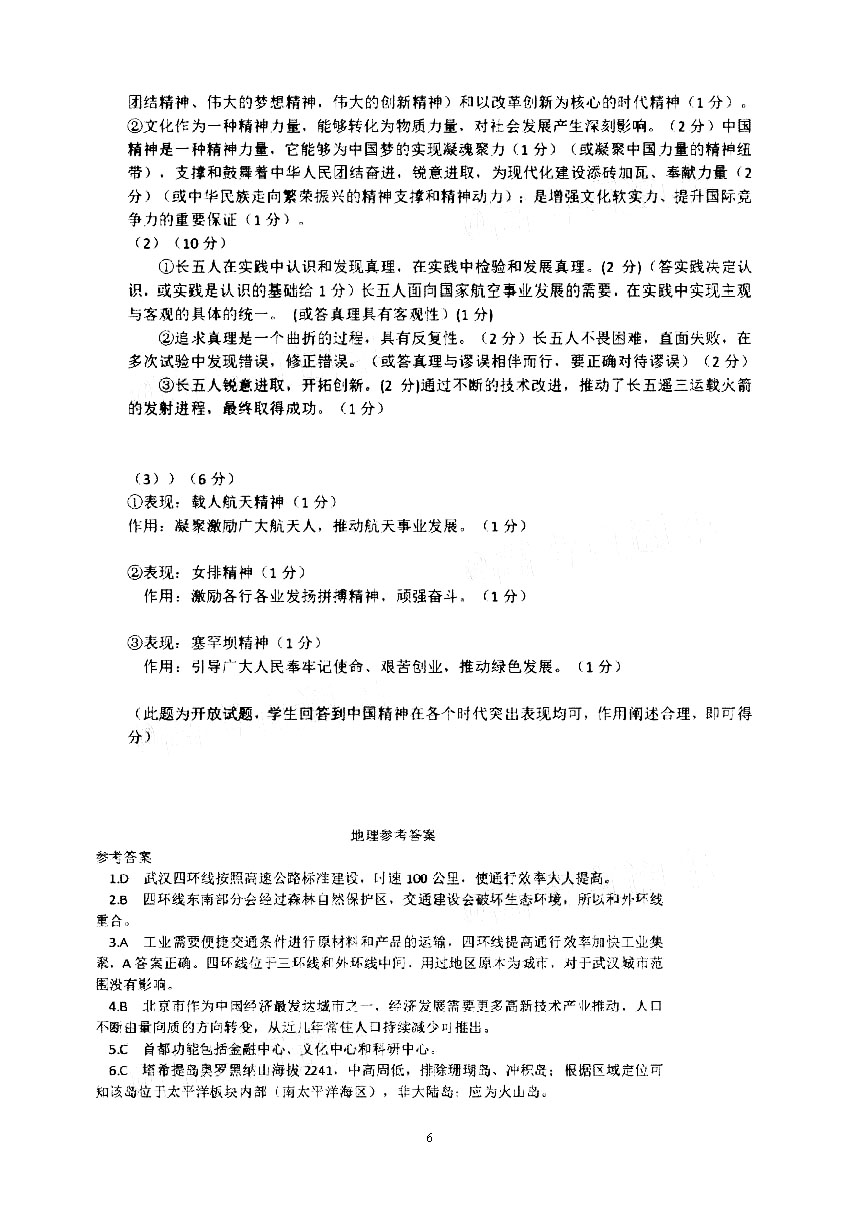 团结精神、伟大的梦想精神，伟大的创新精神）和以改革创新为核心的时代精神（1 分）。
②文化作为一种精神力量，能够转化为物质力量，对社会发展产生深刻影响。（2 分）中国
精神是一种精神力量，它能够为中国梦的实现凝魂聚力（1 分）（或凝聚中国力量的精神纽
带），支撑和鼓舞着中华人民团结奋进，锐意进取，为现代化建设添砖加瓦、奉献力量（2
分）（或中华民族走向繁荣振兴的精神支撑和精神动力）；是增强文化软实力、提升国际竞
争力的重要保证（1 分）。
（2）（10 分）
①长五人在实践中认识和发现真理，在实践中检验和发展真理。(2 分)（答实践决定认
识，或实践是认识的基础给 1 分）长五人面向国家航空事业发展的需要，在实践中实现主观
与客观的具体的统一。（或答真理具有客观性）(1 分)
②追求真理是一个曲折的过程，具有反复性。（2 分）长五人不畏困难，直面失败，在
多次试验中发现错误，修正错误。（或答真理与谬误相伴而行，要正确对待谬误）（2 分）
③长五人锐意进取，开拓创新。(2 分)通过不断的技术改进，推动了长五遥三运载火箭
的发射进程，最终取得成功。（1 分）
（3））（6 分）
①表现：载人航天精神（1 分）
作用：凝聚激励广大航天人，推动航天事业发展。（1 分）
②表现：女排精神（1 分）
作用：激励各行各业发扬拼搏精神，顽强奋斗。（1 分）
③表现：塞罕坝精神（1 分）
作用：引导广大人民奉牢记使命、艰苦创业，推动绿色发展。（1 分）
（此题为开放试题，学生回答到中国精神在各个时代突出表现均可，作用阐述合理，即可得
分）
地理参考答案
参考答案
1.D 武汉四环线按照高速公路标准建设，时速 100 公里，使通行效率大大提高。
2.B 四环线东南部分会经过森林自然保护区，交通建设会破坏生态环境，所以和外环线
重合。
3.A 工业需要便捷交通条件进行原材料和产品的运输，四环线提高通行效率加快工业集
聚，A 答案正确。四环线位于三环线和外环线中间，用过地区原本为城市，对于武汉城市范
围没有影响。
4.B 北京市作为中国经济最发达城市之一，经济发展需要更多高新技术产业推动，人口
不断由量向质的方向转变，从近几年常住人口持续减少可推出。
5.C 首都功能包括金融中心、文化中心和科研中心。
6.C 塔希提岛奥罗黑纳山海拔 2241，中高周低，排除珊瑚岛、冲积岛；根据区域定位可
知该岛位于太平洋板块内部（南太平洋海区），非大陆岛；应为火山岛。
6